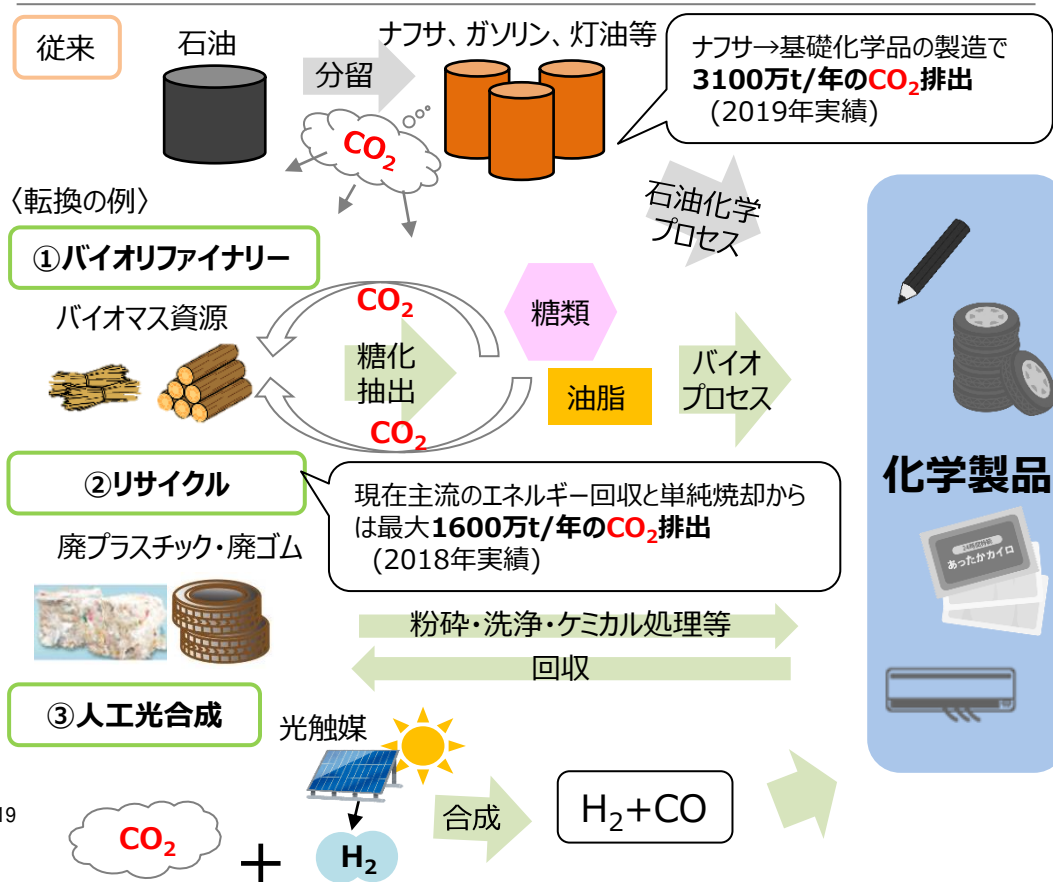 従来
石油
分留
ナフサ、ガソリン、灯油等
ナフサ→基礎化学品の製造で
3100万t/年のCO₂排出
(2019年実績)
CO₂
石油化学
プロセス
〈転換の例〉
①バイオリファイナリー
バイオマス資源
CO₂
糖化
抽出
CO₂
糖類
油脂
バイオ
プロセス
化学製品
②リサイクル
現在主流のエネルギー回収と単純焼却から
は最大1600万t/年のCO₂排出
(2018年実績)
廃プラスチック・廃ゴム
粉砕・洗浄・ケミカル処理等
回収
あったかカイロ
③人工光合成
光触媒
19
CO₂
+
H₂
合成
H₂+CO